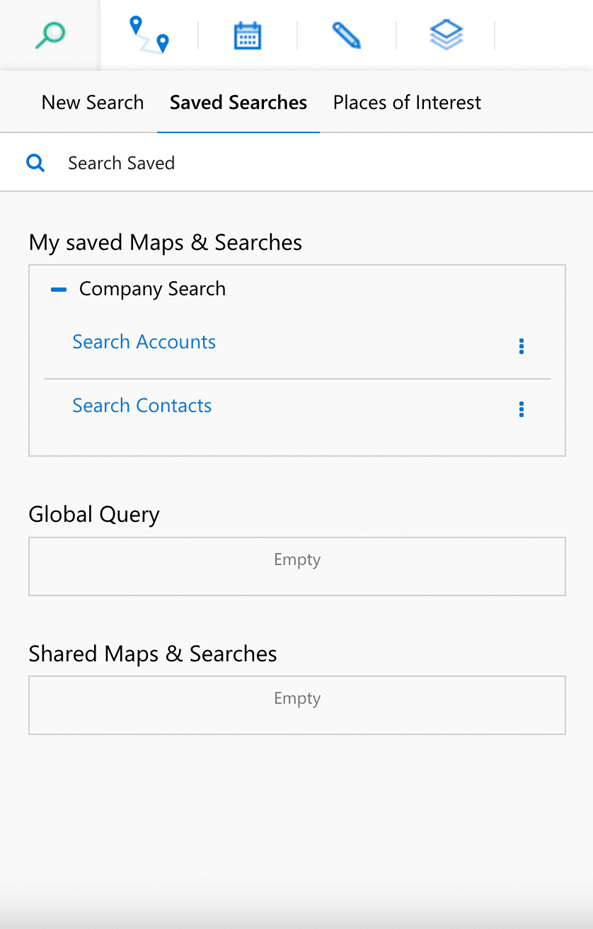 New Search Saved Searches Places of Interest
Search Saved
My saved Maps & Searches
Company Search
Search Accounts
Search Contacts
Global Query
Empty
Shared Maps & Searches
Empty